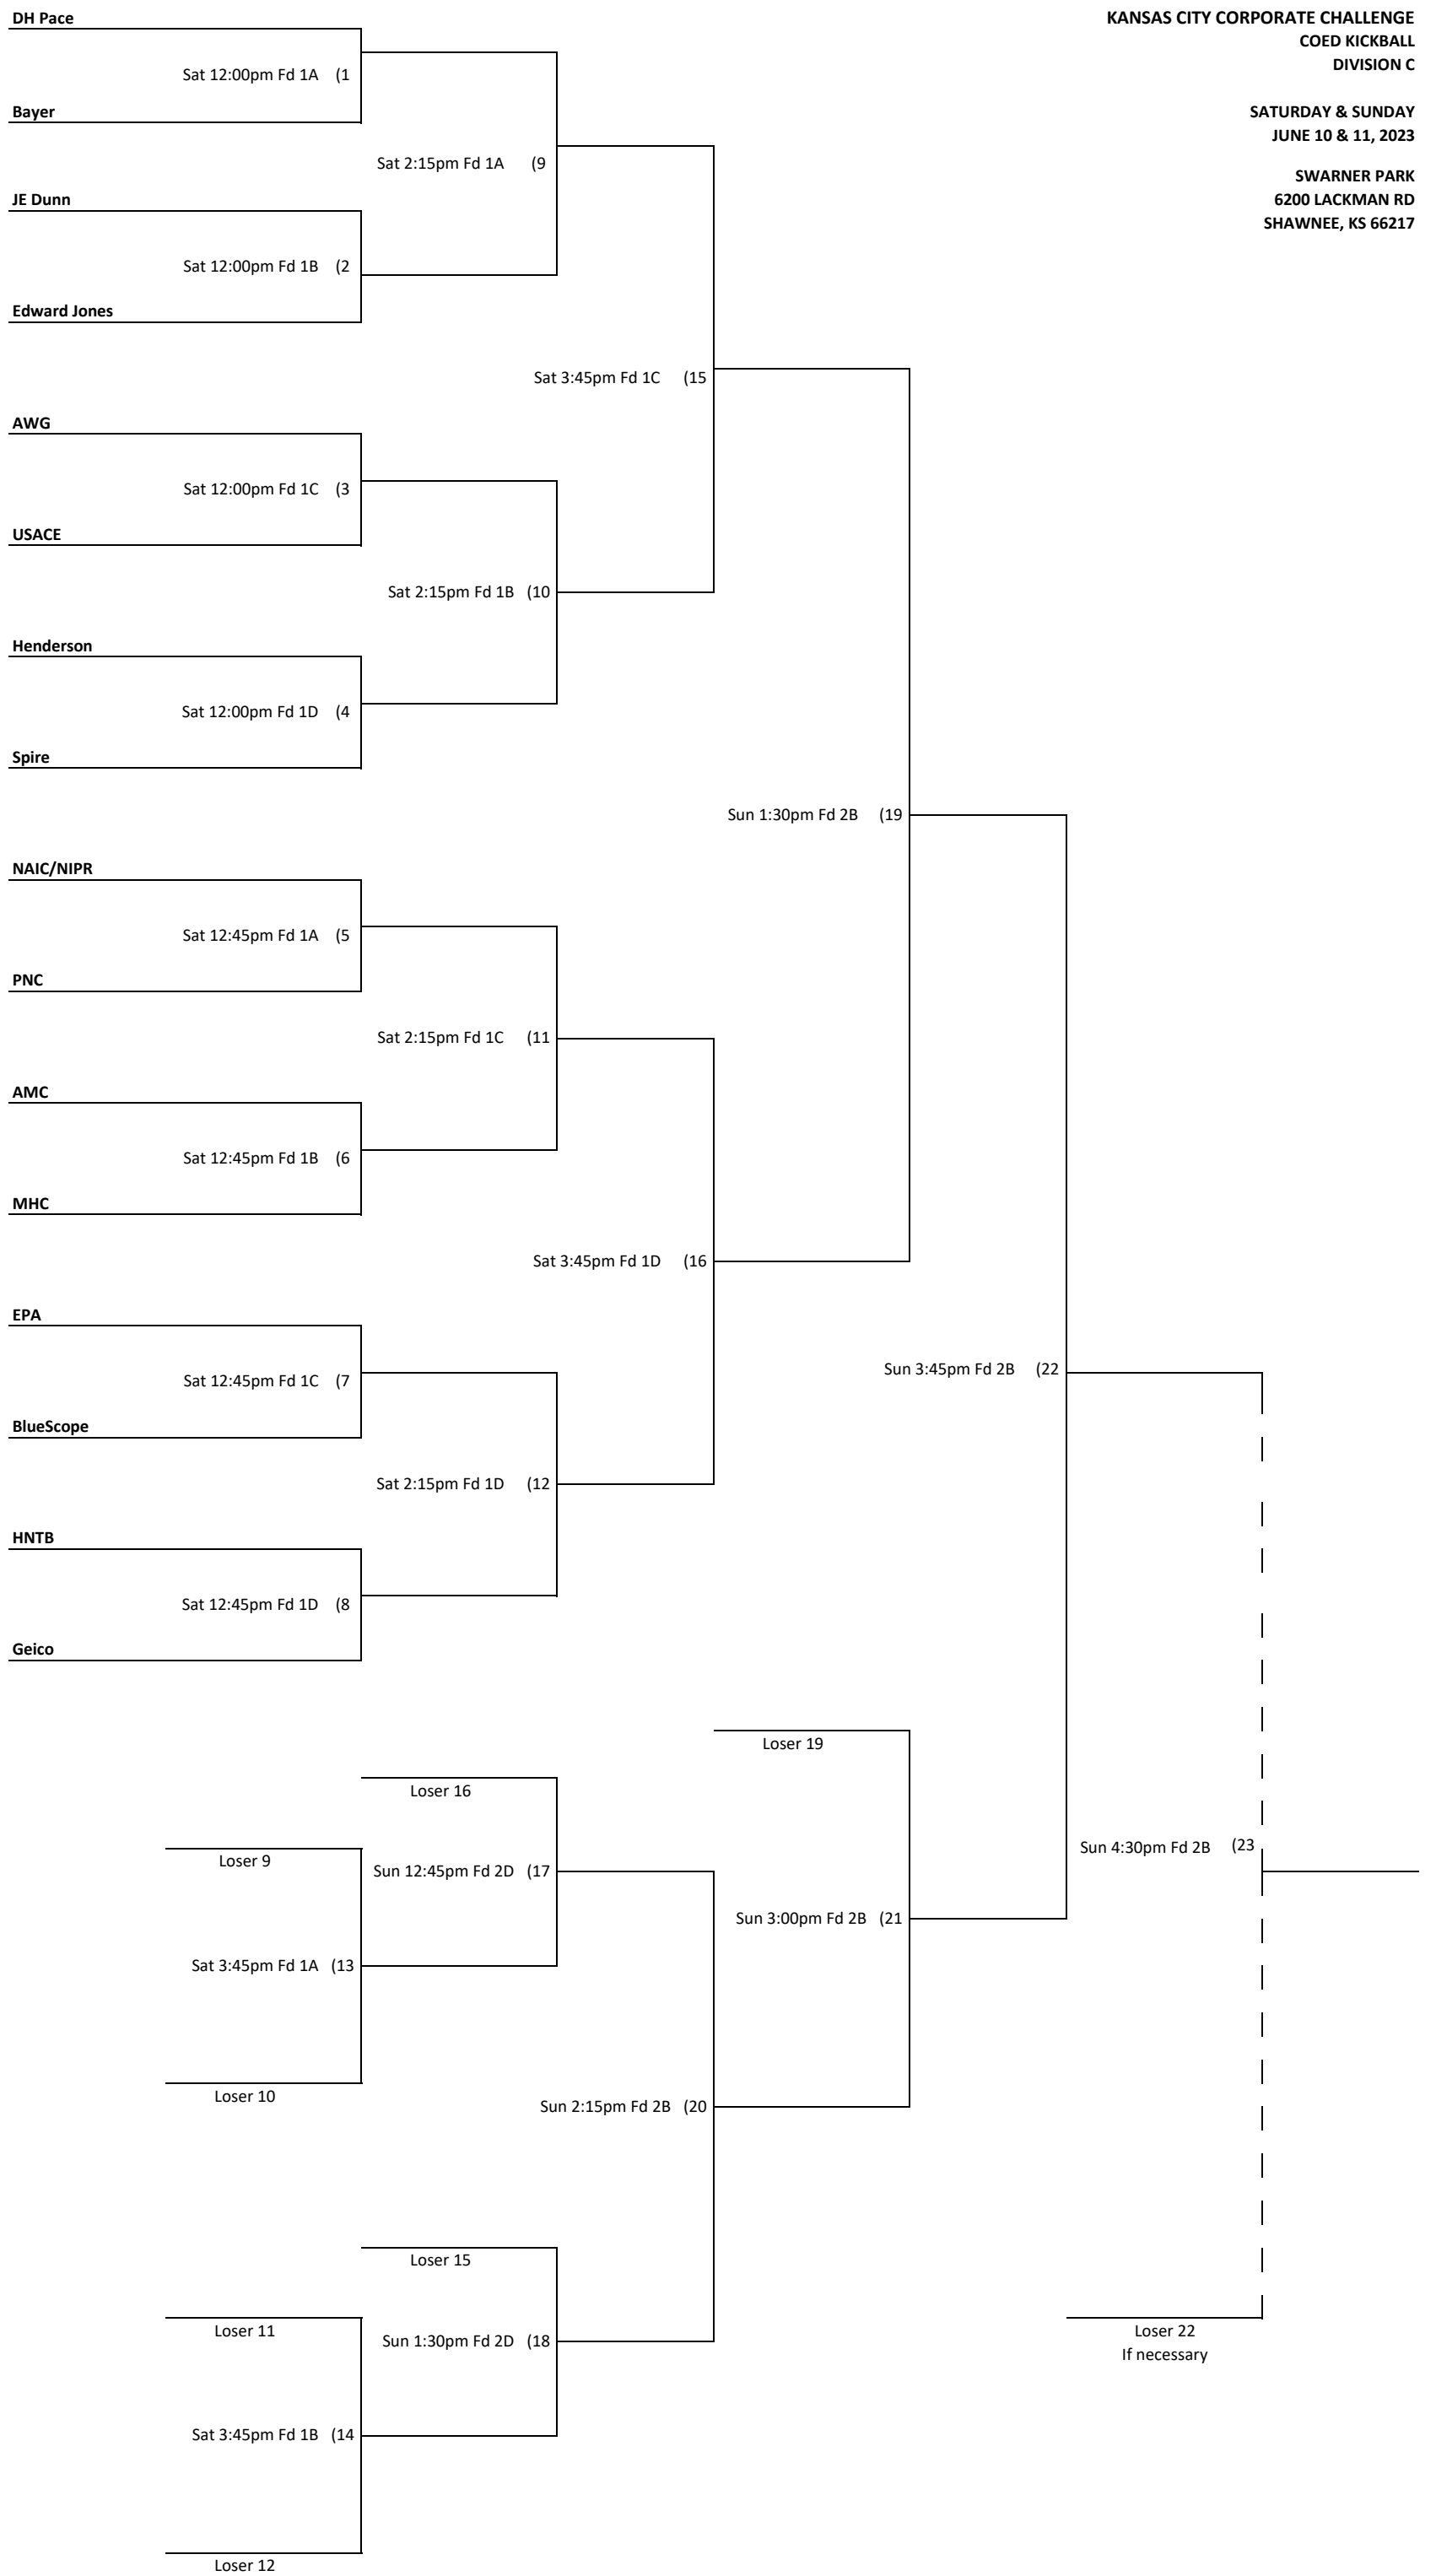 DH Pace
KANSAS CITY CORPORATE CHALLENGE
COED KICKBALL
DIVISION C
Sat 12:00pm Fd 1A (1
Bayer
SATURDAY & SUNDAY
JUNE 10 & 11, 2023
Sat 2:15pm Fd 1A (9
SWARNER PARK
JE Dunn
6200 LACKMAN RD
SHAWNEE, KS 66217
Sat 12:00pm Fd 1B (2
Edward Jones
Sat 3:45pm Fd 1C (15
AWG
Sat 12:00pm Fd 1C (3
USACE
Sat 2:15pm Fd 1B (10
Henderson
Sat 12:00pm Fd 1D (4
Spire
Sun 1:30pm Fd 2B (19
NAIC/NIPR
Sat 12:45pm Fd 1A (5
PNC
Sat 2:15pm Fd 1C (11
AMC
Sat 12:45pm Fd 1B (6
MHC
Sat 3:45pm Fd 1D (16
EPA
Sun 3:45pm Fd 2B (22
Sat 12:45pm Fd 1C (7
BlueScope
Sat 2:15pm Fd 1D (12
HNTB
Sat 12:45pm Fd 1D (8
Geico
Loser 19
Loser 16
Sun 4:30pm Fd 2B (23
Loser 9
Sun 12:45pm Fd 2D (17
Sun 3:00pm Fd 2B (21
Sat 3:45pm Fd 1A (13
Loser 10
Sun 2:15pm Fd 2B (20
Loser 15
Loser 11
Loser 22
Sun 1:30pm Fd 2D (18
If necessary
Sat 3:45pm Fd 1B (14
Loser 12